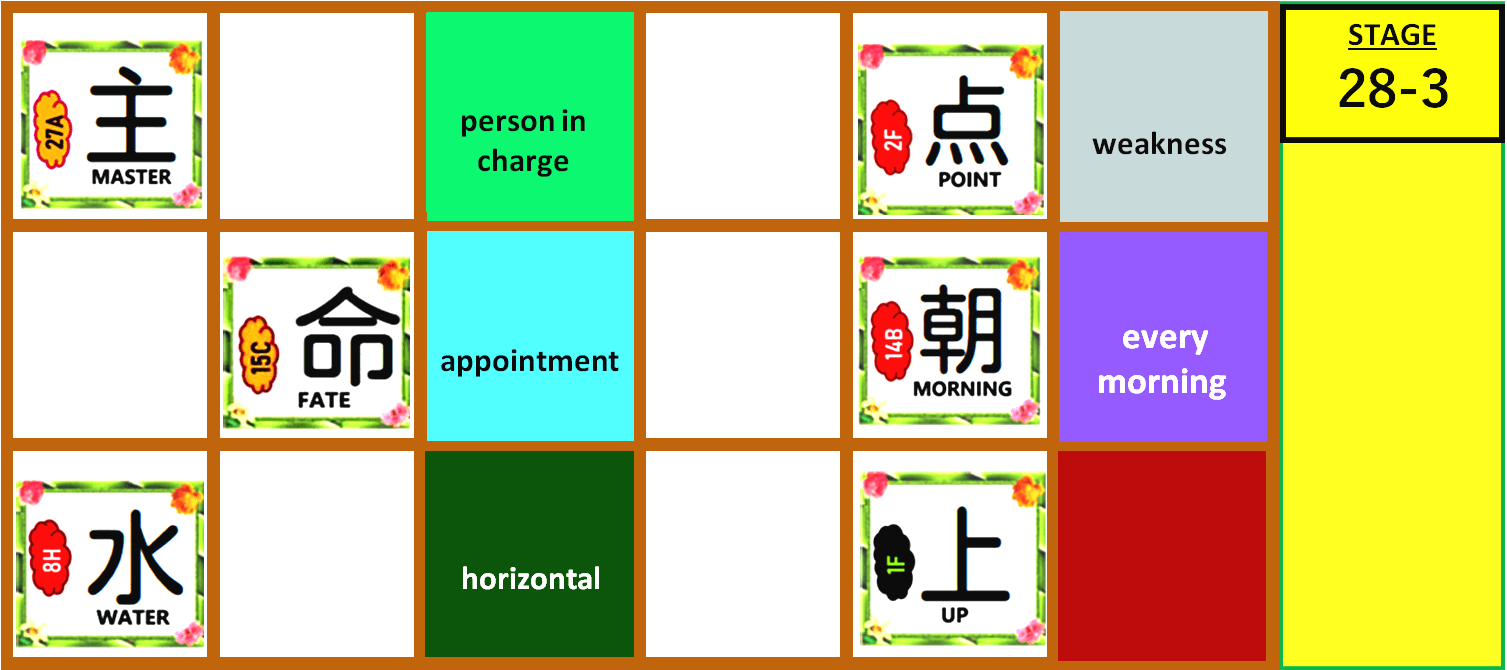 27A
主
MASTER
person in
charge
2F
点
POINT
weakness
STAGE
28-3
15C
命
FATE
appointment
14B
朝
MORNING
every
morning
8H
水
WATER
horizontal
1F
上
UP